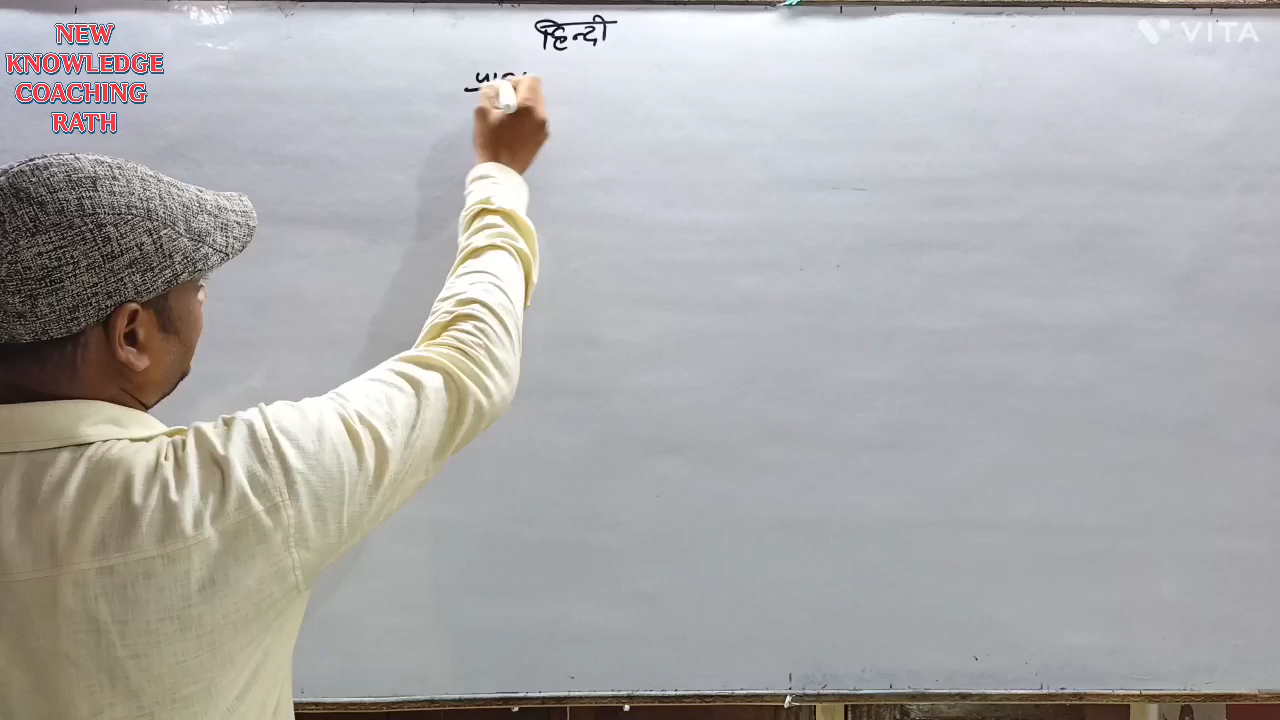 NEW
KNOWLEDGE
COACHING
RATH
VITA
हिन्दी